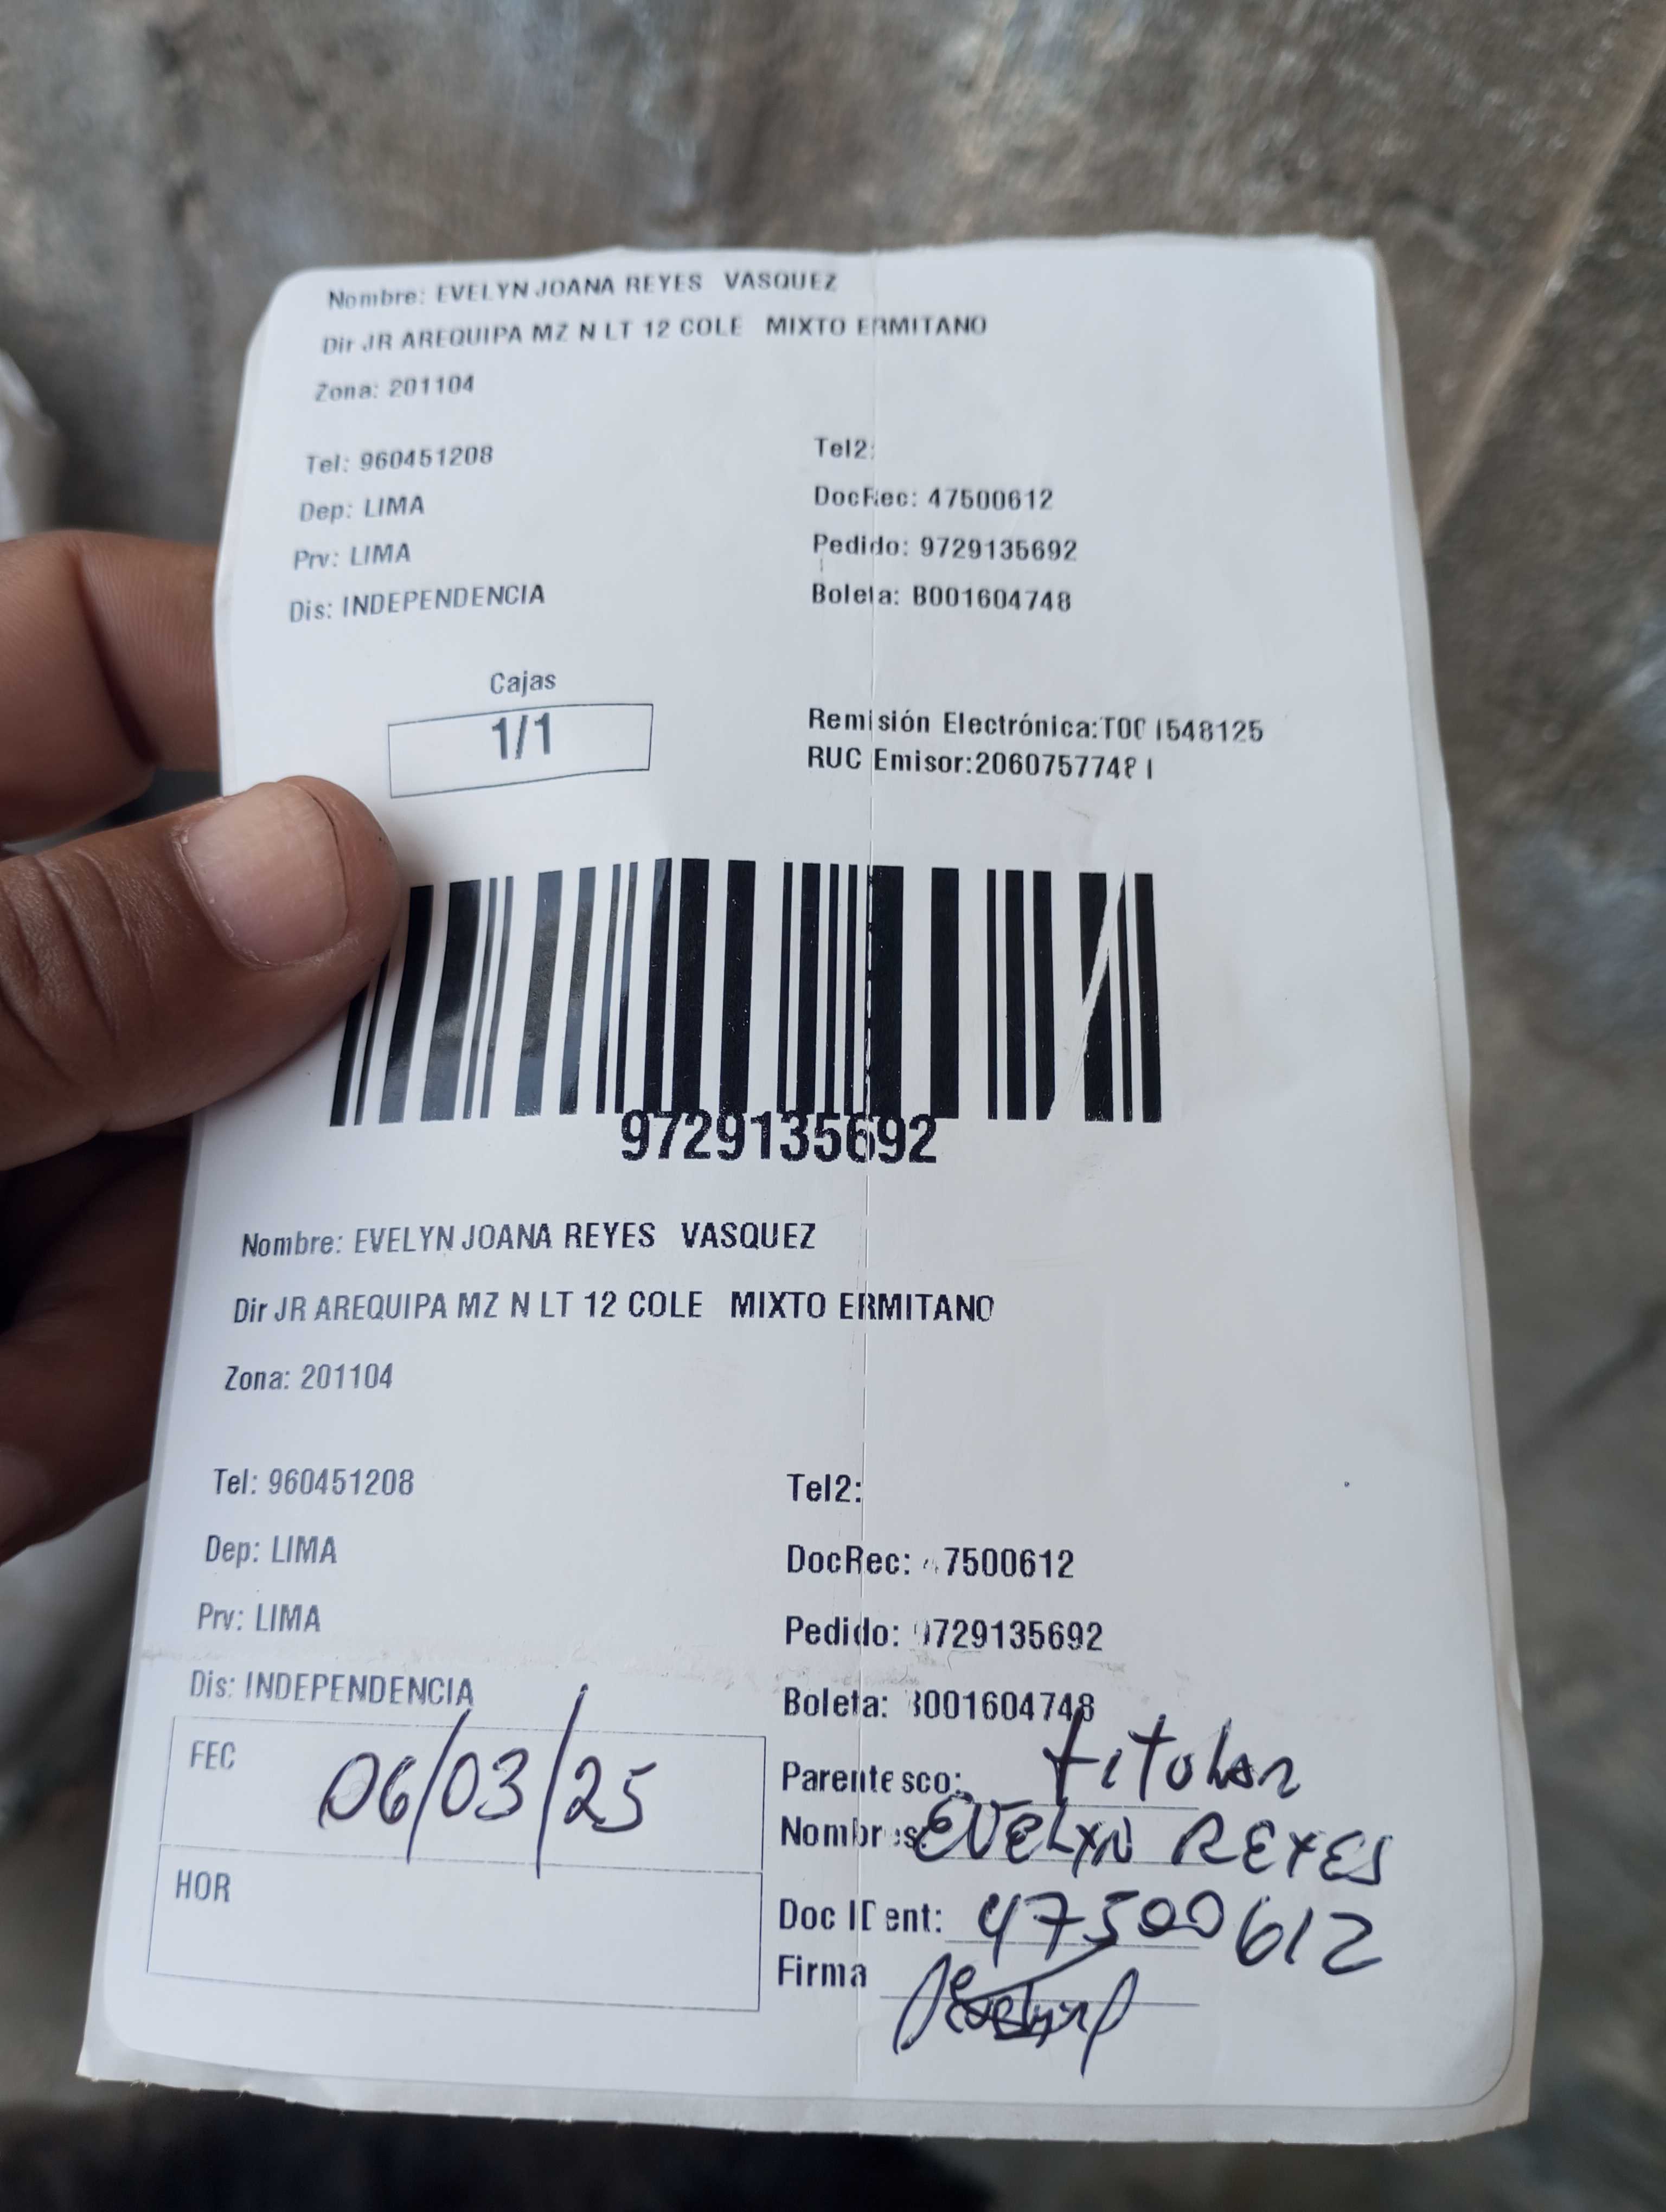 Nombre: EVELYN JOANA REYES VASQUEZ
Dir JR AREQUIPA MZ N LT 12 COLE MIXTO ERMITANO
Zona: 201104
Tel: 960451208 Tel2:
Dep: LIMA DocRec: 47500612
Prv: LIMA Pedido: 9729135692
Dis: INDEPENDENCIA Boleta: B001604748
Cajas
1/1
Remisión Electrónica:
RUC Emisor:
9729135692
Nombre: EVELYN JOANA REYES VASQUEZ
Dir JR AREQUIPA MZ N LT 12 COLE MIXTO ERMITANO
Zona: 201104
Tel: 960451208 Tel2:
Dep: LIMA DocRec: 47500612
Prv: LIMA Pedido: 9729135692
Dis: INDEPENDENCIA Boleta: B001604748
FEC 06/03/25
Parentesco: titular
Nombres: EVELYN REYES
HOR
Doc IDent: 47500612
Firma